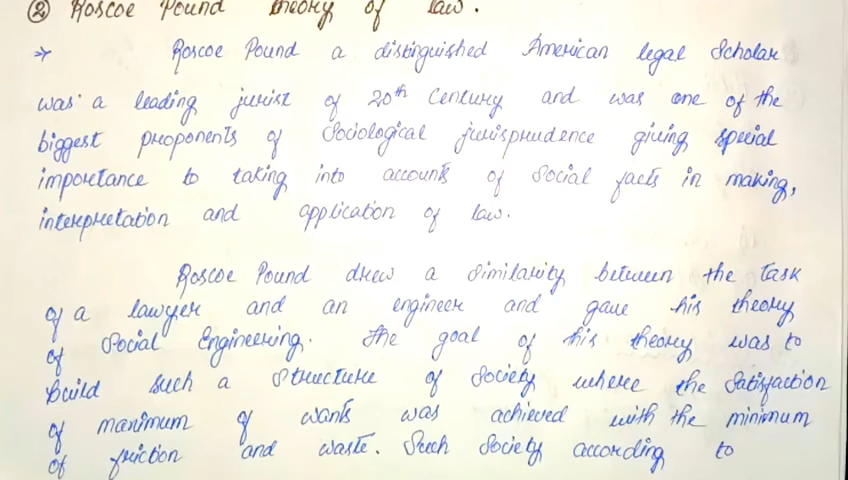 ② Roscoe Pound theory of law.
→ Roscoe Pound a distinguished American legal Scholar
was a leading jurist of 20th Century and was one of the
biggest proponents of Sociological jurisprudence giving special
importance to taking into accounts of Social facts in making,
interpretation and application of law.
Roscoe Pound drew a Similarity between the task
of a lawyer and an engineer and gave his theory
of Social Engineering. The goal of his theory was to
build such a Structure of Society where the Satisfaction
of maximum of wants was achieved with the minimum
of friction and waste. Such Society according to